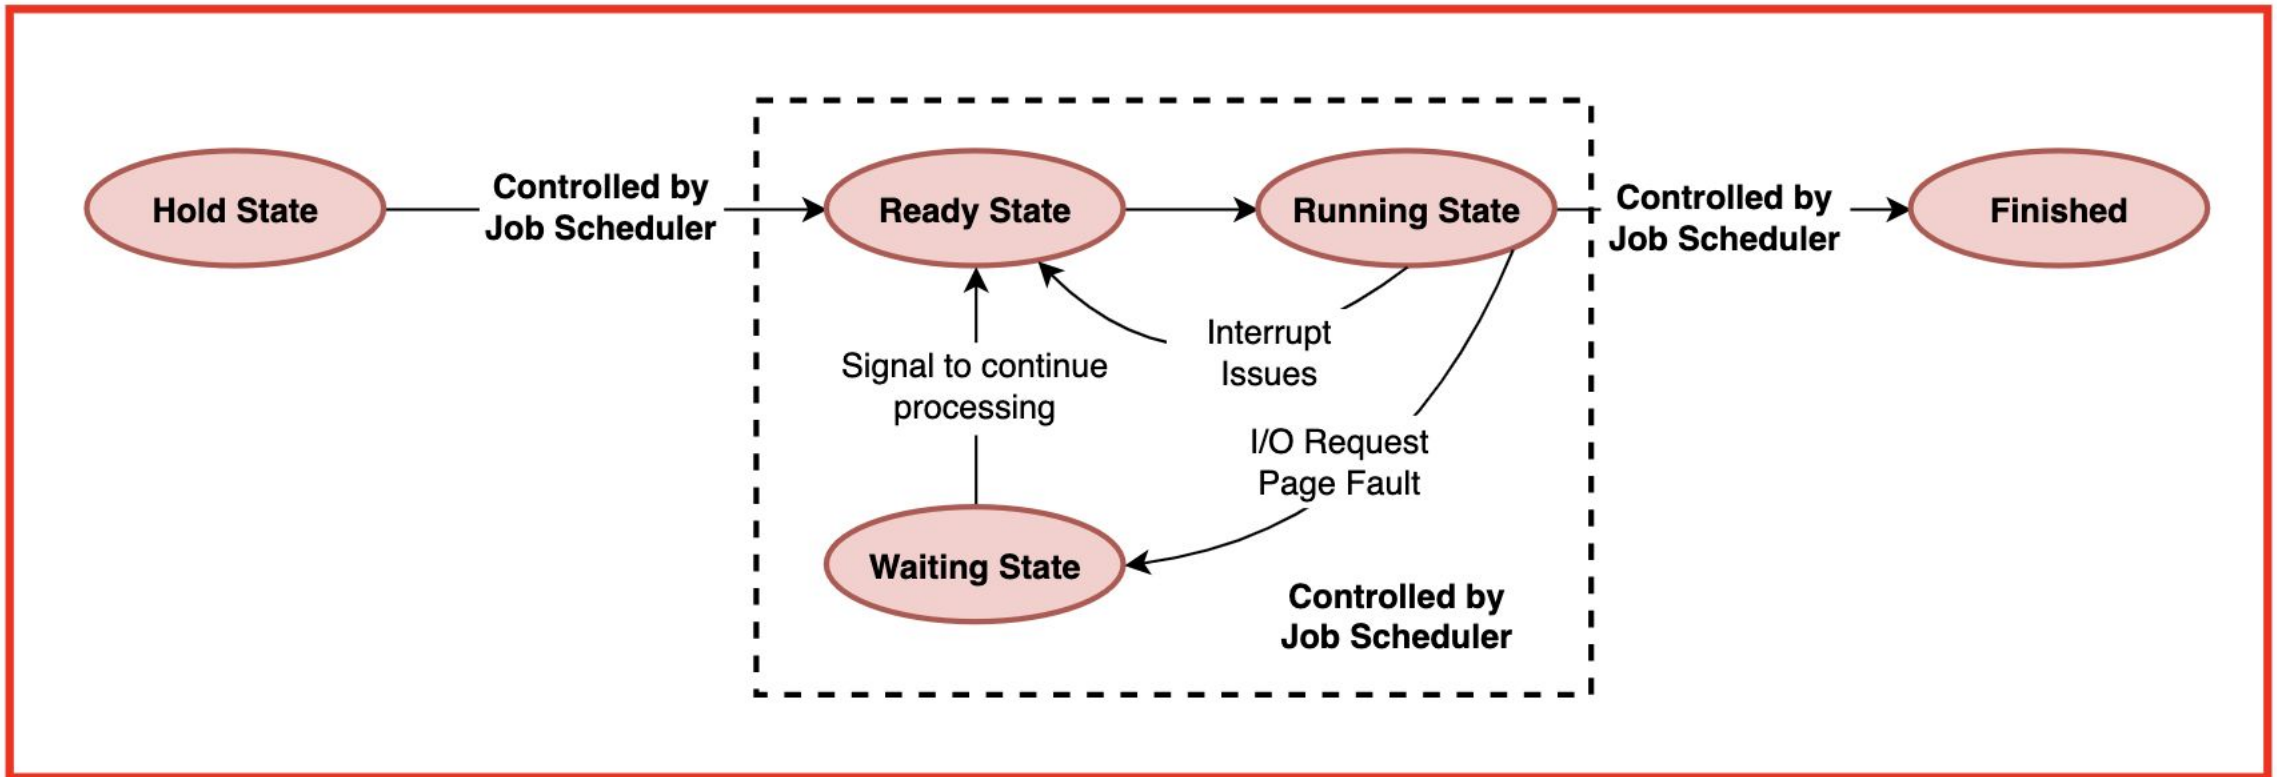 Hold State
Controlled by
Job Scheduler
Ready State
Running State
Controlled by
Job Scheduler
Finished
Interrupt
Issues
Signal to continue
processing
I/O Request
Page Fault
Waiting State
Controlled by
Job Scheduler